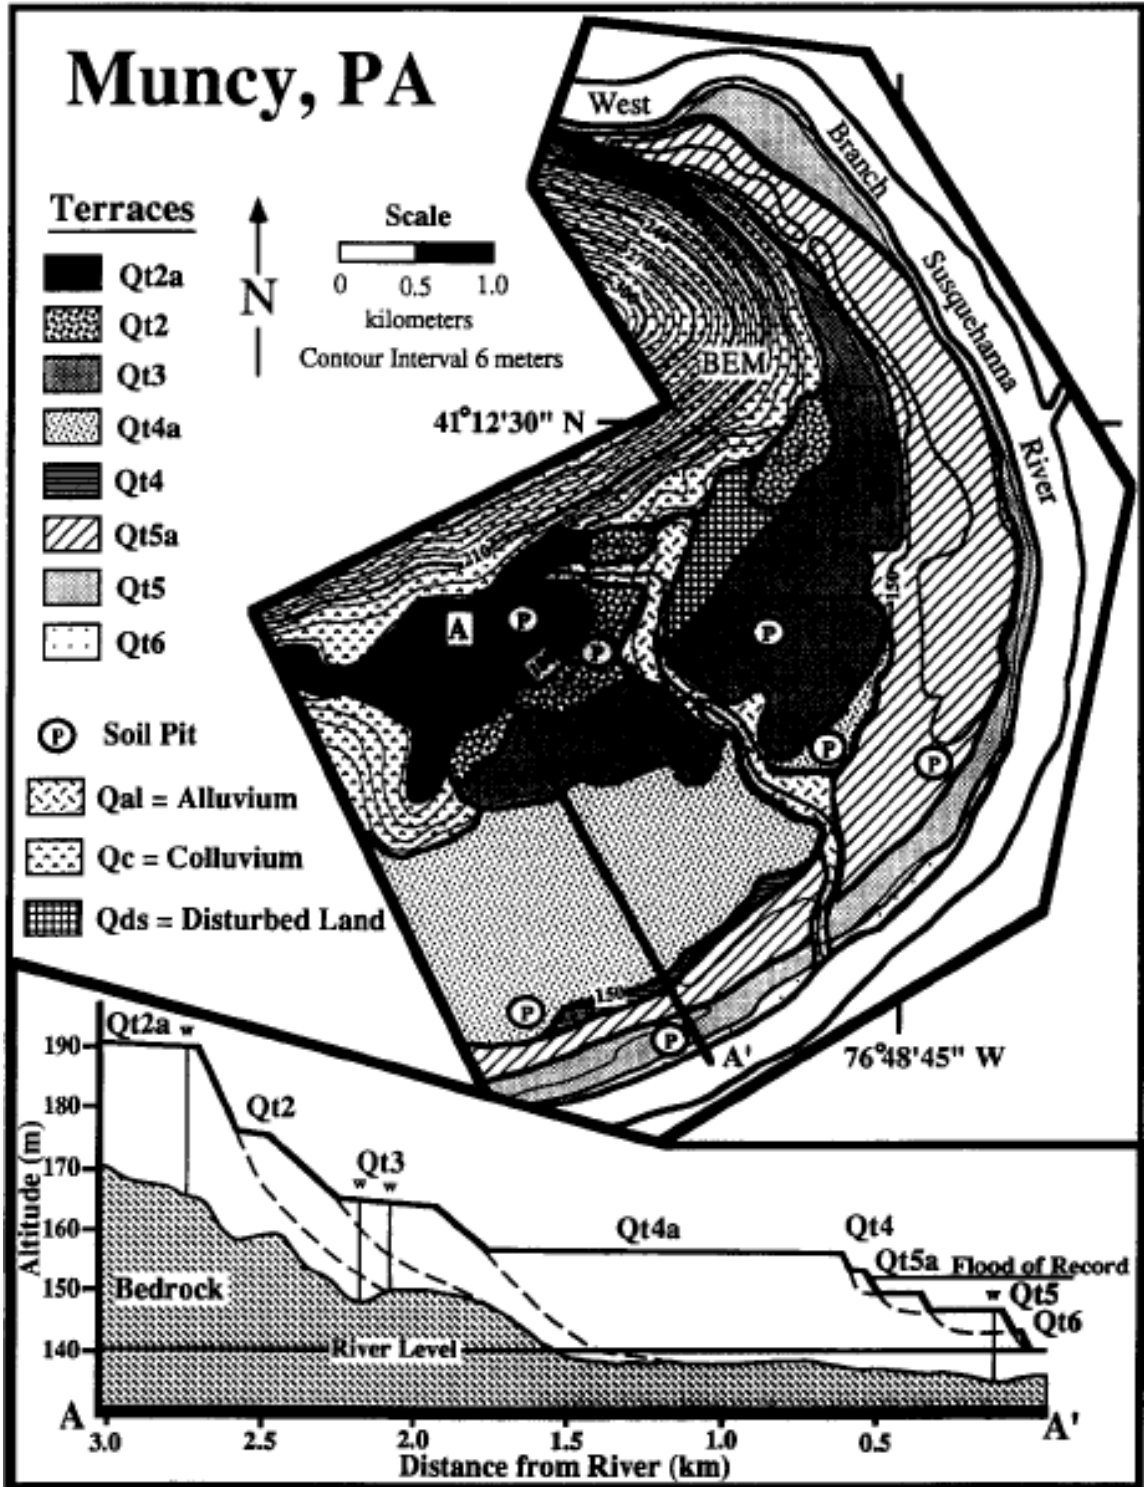 Muncy, PA
Terraces
Qt2a
Qt2
Qt3
Qt4a
Qt4
Qt5a
Qt5
Qt6
N
Scale
0 0.5 1.0
kilometers
Contour Interval 6 meters
P Soil Pit
Qal = Alluvium
Qc = Colluvium
Qds = Disturbed Land
West
Branch
Susquehanna
River
BEM
41°12'30" N
210
150
A
P
P
P
P
P
P
P
150
A'
76°48'45" W
Altitude (m)
190
180
170
160
150
140
Qt2a w
Qt2
Qt3
w w
Qt4a
Qt4
Qt5a Flood of Record
w Qt5
Qt6
Bedrock
River Level
A A'
3.0 2.5 2.0 1.5 1.0 0.5
Distance from River (km)